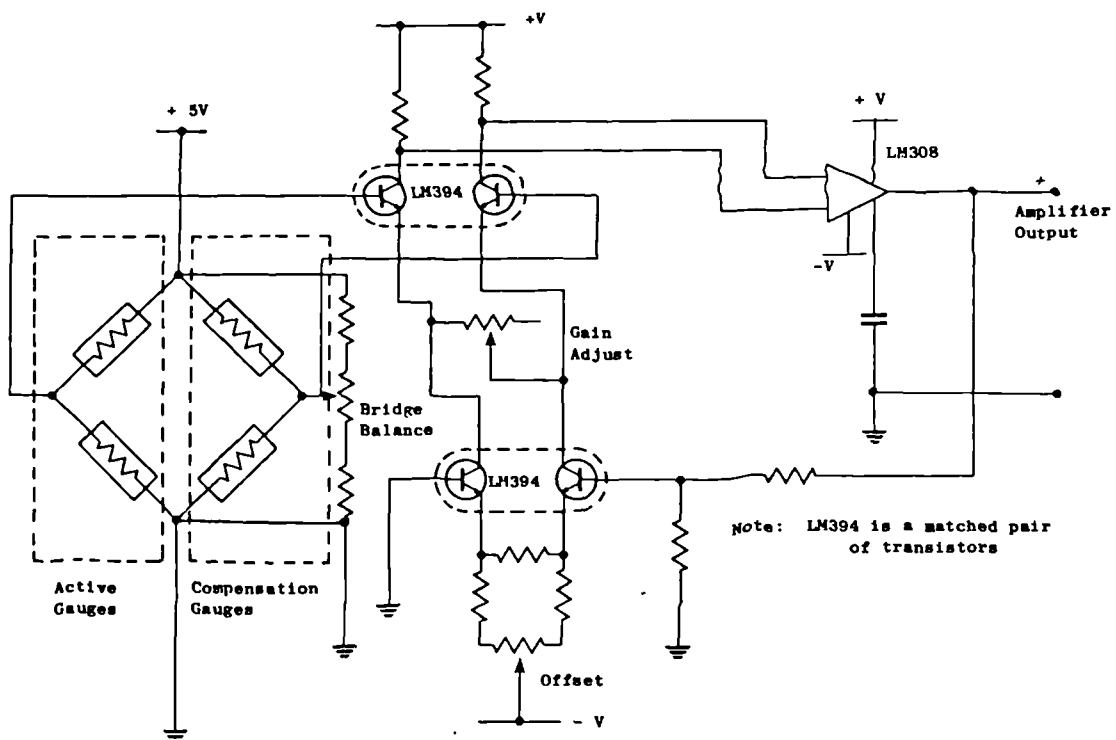 +V
+ 5V
+ V
LM308
LM394
+
Amplifier
Output
-V
Gain
Adjust
Bridge
Balance
LM394
Note: LM394 is a matched pair
of transistors
Active
Gauges
Compensation
Gauges
Offset
- V